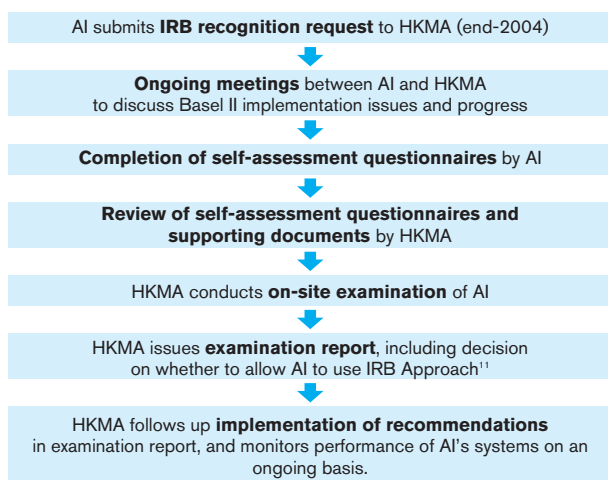 AI submits IRB recognition request to HKMA (end-2004)
Ongoing meetings between AI and HKMA
to discuss Basel II implementation issues and progress
Completion of self-assessment questionnaires by AI
Review of self-assessment questionnaires and
supporting documents by HKMA
HKMA conducts on-site examination of AI
HKMA issues examination report, including decision
on whether to allow AI to use IRB Approach¹¹
HKMA follows up implementation of recommendations
in examination report, and monitors performance of AI's systems on an
ongoing basis.